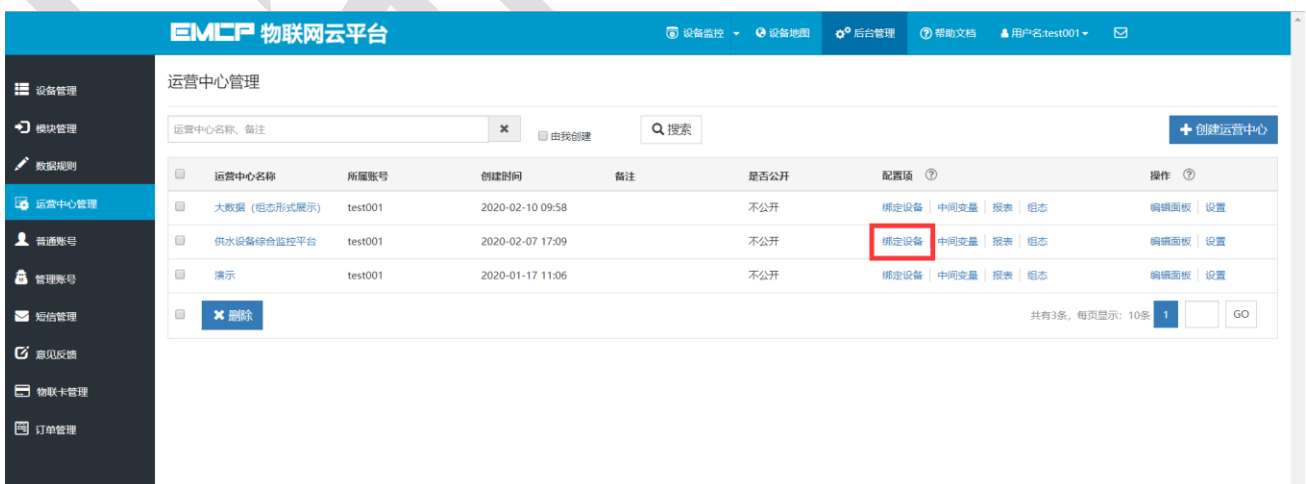 EMCP 物联网云平台
设备监控 设备地图 后台管理 帮助文档 用户名:test001
设备管理
模块管理
数据规则
运营中心管理
普通账号
管理账号
短信管理
意见反馈
物联卡管理
订单管理
运营中心管理
运营中心名称、备注 由我创建 搜索 创建运营中心
运营中心名称 所属账号 创建时间 备注 是否公开 配置项 操作
大数据（组态形式展示） test001 2020-02-10 09:58 不公开 绑定设备 中间变量 报表 组态 编辑面板 设置
供水设备综合监控平台 test001 2020-02-07 17:09 不公开 绑定设备 中间变量 报表 组态 编辑面板 设置
演示 test001 2020-01-17 11:06 不公开 绑定设备 中间变量 报表 组态 编辑面板 设置
删除 共有3条，每页显示：10条 1 GO